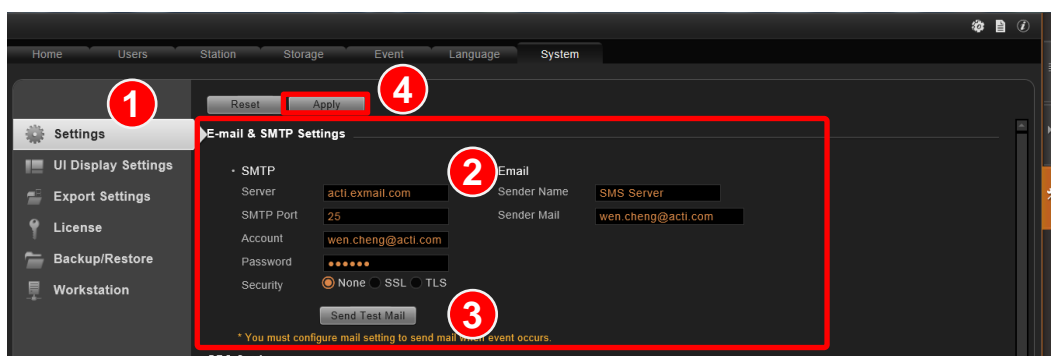 Home Users Station Storage Event Language System
1
4
Reset Apply
Settings
UI Display Settings
Export Settings
License
Backup/Restore
Workstation
E-mail & SMTP Settings
2
· SMTP Email
Server acti.exmail.com Sender Name SMS Server
SMTP Port 25 Sender Mail wen.cheng@acti.com
Account wen.cheng@acti.com
Password ●●●●●●
Security None SSL TLS
Send Test Mail
3
* You must configure mail setting to send mail when event occurs.